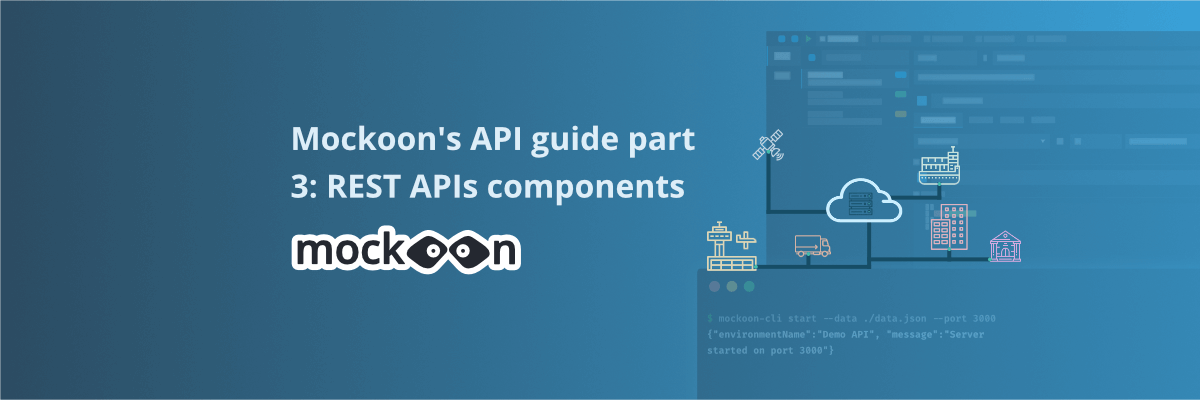 Mockoon's API guide part
3: REST APIs components
mockoon
$ mockoon-cli start --data ./data.json --port 3000
{"environmentName":"Demo API", "message":"Server
started on port 3000"}